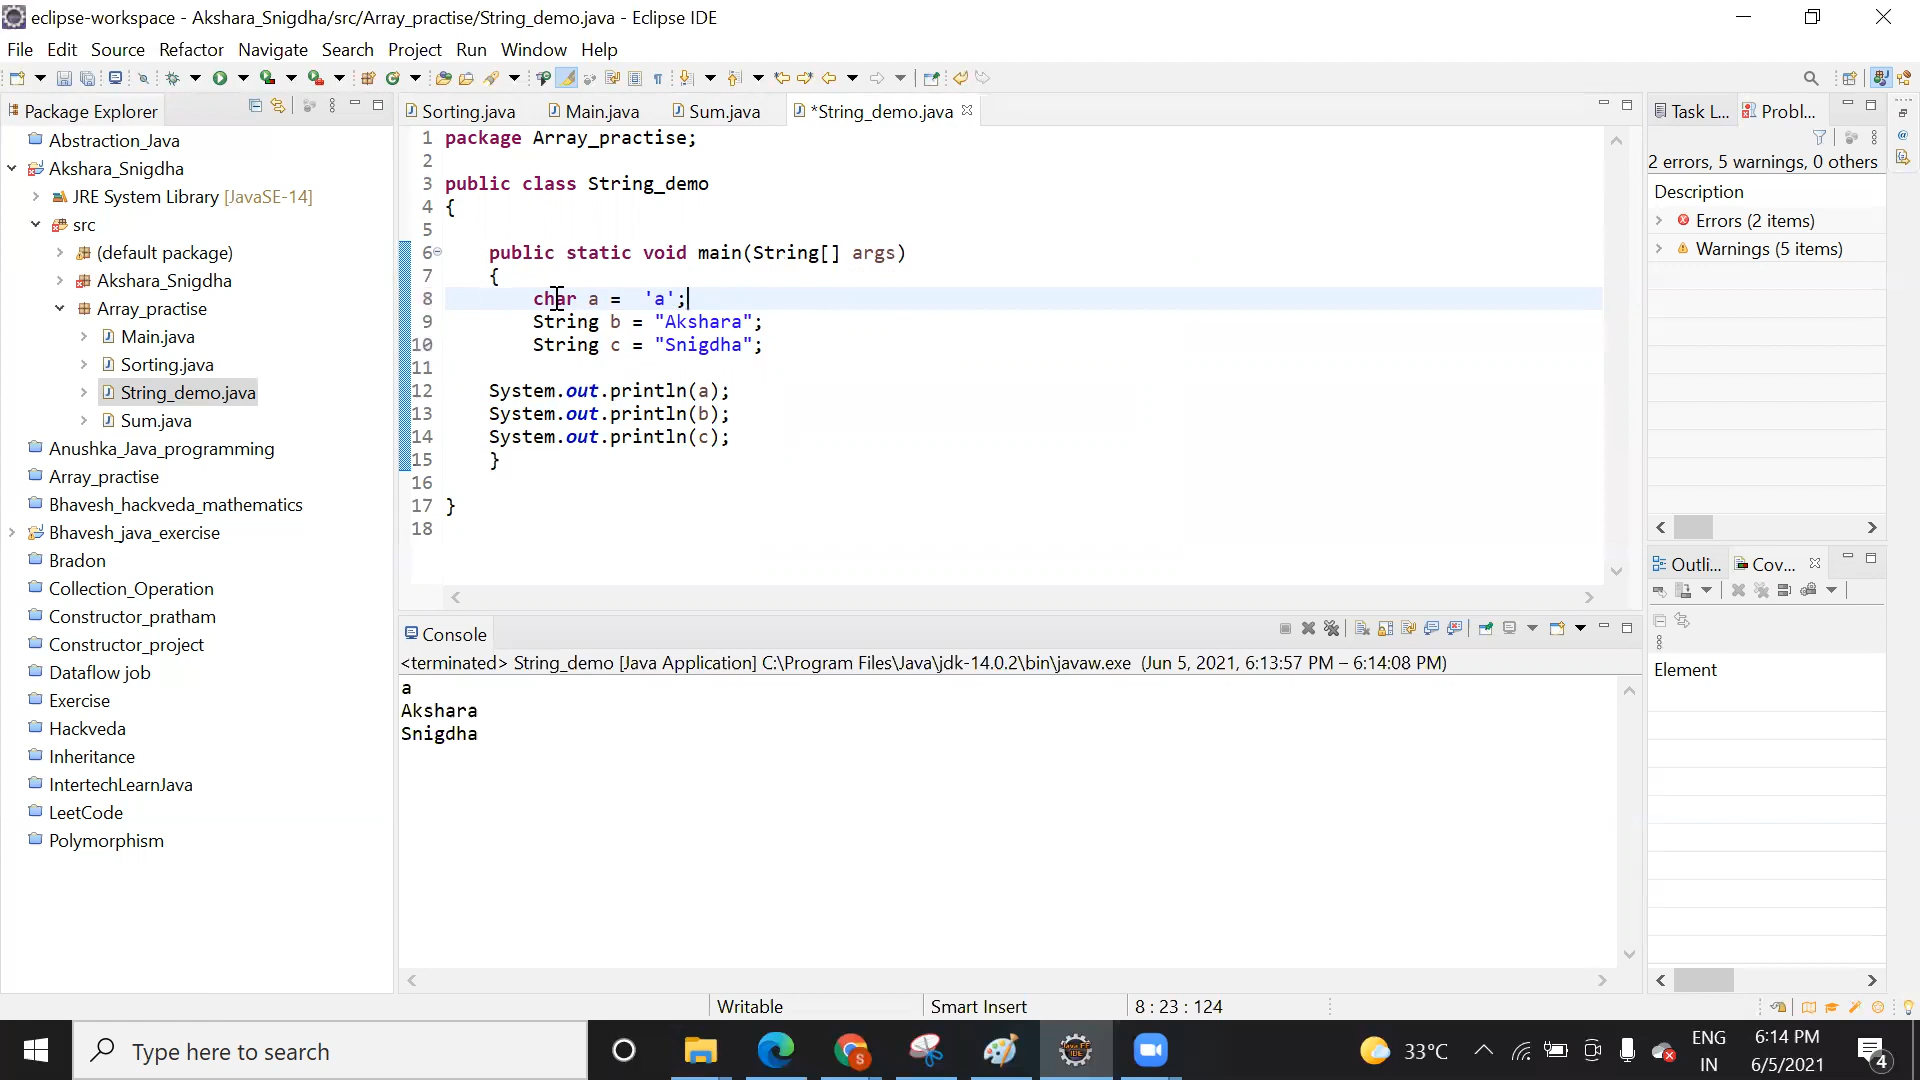 eclipse-workspace - Akshara_Snigdha/src/Array_practise/String_demo.java - Eclipse IDE
File Edit Source Refactor Navigate Search Project Run Window Help
Package Explorer
Abstraction_Java
Akshara_Snigdha
JRE System Library [JavaSE-14]
src
(default package)
Akshara_Snigdha
Array_practise
Main.java
Sorting.java
String_demo.java
Sum.java
Anushka_Java_programming
Array_practise
Bhavesh_hackveda_mathematics
Bhavesh_java_exercise
Bradon
Collection_Operation
Constructor_pratham
Constructor_project
Dataflow job
Exercise
Hackveda
Inheritance
IntertechLearnJava
LeetCode
Polymorphism
Sorting.java Main.java Sum.java *String_demo.java
1 package Array_practise;
2
3 public class String_demo
4 {
5
6 public static void main(String[] args)
7 {
8 char a =  'a';
9 String b = "Akshara";
10 String c = "Snigdha";
11
12 System.out.println(a);
13 System.out.println(b);
14 System.out.println(c);
15 }
16
17 }
18
Console
<terminated> String_demo [Java Application] C:\Program Files\Java\jdk-14.0.2\bin\javaw.exe (Jun 5, 2021, 6:13:57 PM – 6:14:08 PM)
a
Akshara
Snigdha
Task L... Probl...
2 errors, 5 warnings, 0 others
Description
Errors (2 items)
Warnings (5 items)
Outli... Cov...
Element
Writable Smart Insert 8 : 23 : 124
Type here to search
33°C
ENG
IN
6:14 PM
6/5/2021
4